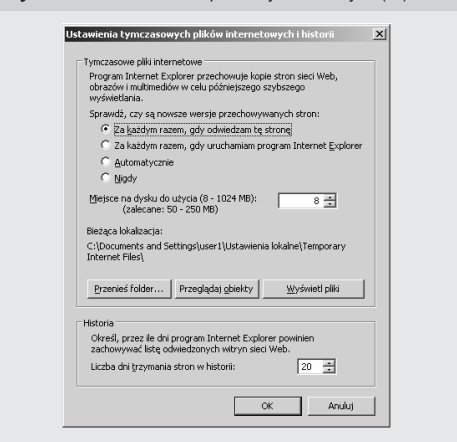 Ustawienia tymczasowych plików internetowych i historii
Tymczasowe pliki internetowe
Program Internet Explorer przechowuje kopie stron sieci Web,
obrazów i multimediów w celu późniejszego szybszego
wyświetlania.
Sprawdź, czy są nowsze wersje przechowywanych stron:
Za każdym razem, gdy odwiedzam tę stronę
Za każdym razem, gdy uruchamiam program Internet Explorer
Automatycznie
Nigdy
Miejsce na dysku do użycia (8 - 1024 MB): 8
(zalecane: 50 - 250 MB)
Bieżąca lokalizacja:
C:\Documents and Settings\user1\Ustawienia lokalne\Temporary
Internet Files\
Przenieś folder... Przeglądaj obiekty Wyświetl pliki
Historia
Określ, przez ile dni program Internet Explorer powinien
zachowywać listę odwiedzonych witryn sieci Web.
Liczba dni trzymania stron w historii: 20
OK Anuluj